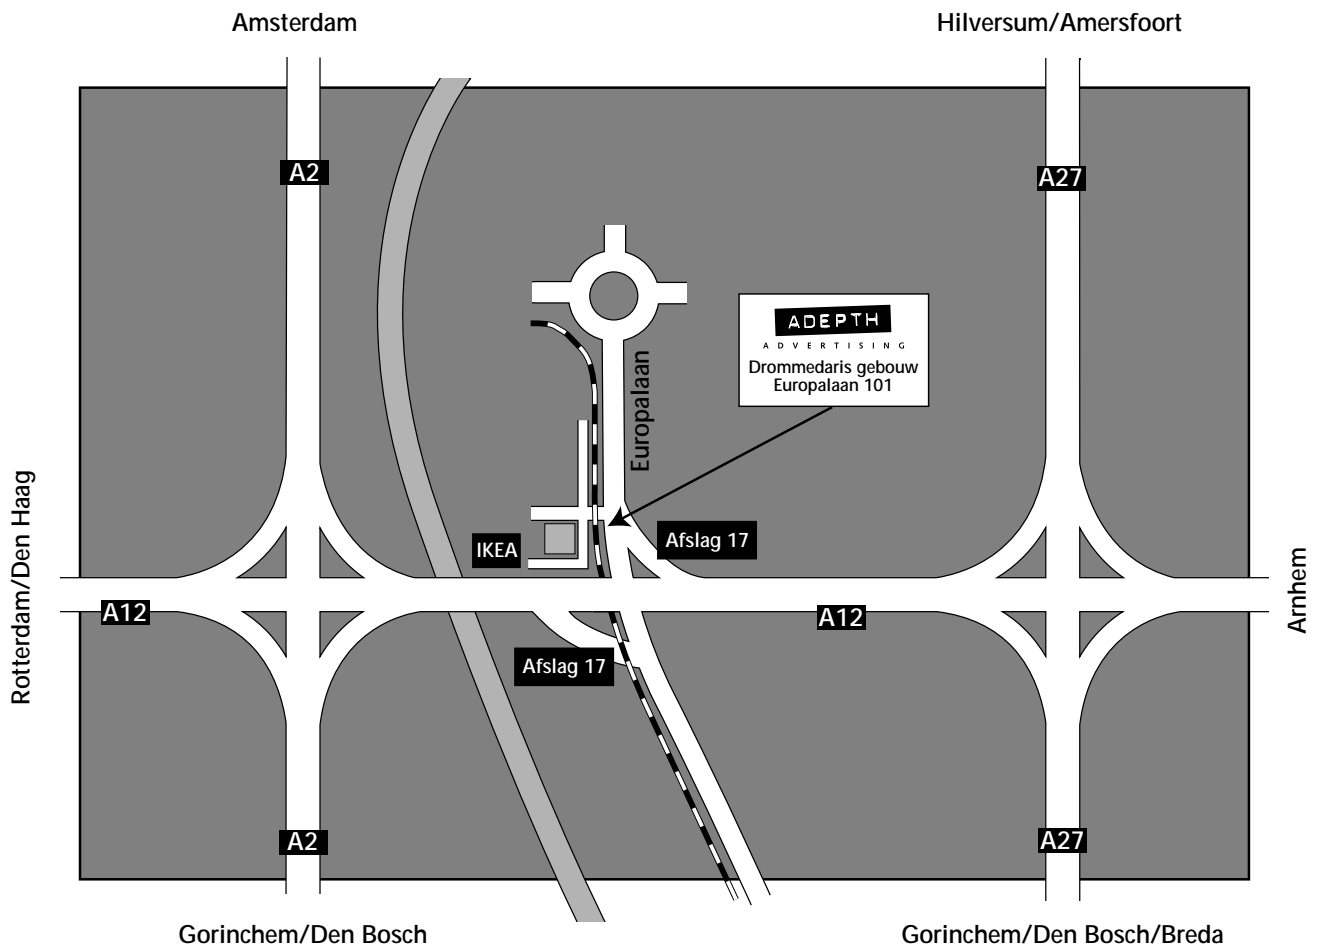 Amsterdam
Hilversum/Amersfoort
A2
A27
ADEPTH
ADVERTISING
Drommedaris gebouw
Europalaan 101
Europalaan
Rotterdam/Den Haag
IKEA
Afslag 17
A12
A12
Arnhem
Afslag 17
A2
A27
Gorinchem/Den Bosch
Gorinchem/Den Bosch/Breda